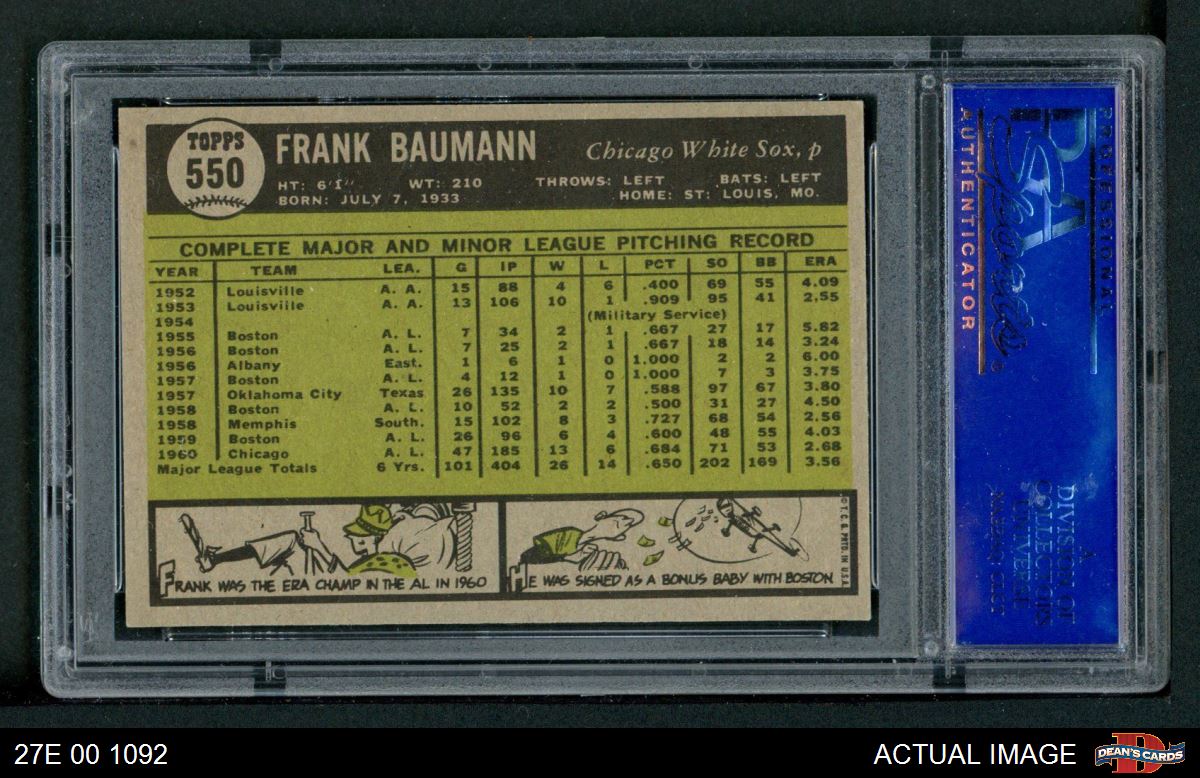 TOPPS
550
FRANK BAUMANN Chicago White Sox, p
HT: 6'1" WT: 210 THROWS: LEFT BATS: LEFT
BORN: JULY 7, 1933 HOME: ST: LOUIS, MO.
COMPLETE MAJOR AND MINOR LEAGUE PITCHING RECORD
YEAR TEAM LEA. G IP W L PCT SO BB ERA
1952 Louisville A. A. 15 88 4 6 .400 69 55 4.09
1953 Louisville A. A. 13 106 10 1 .909 95 41 2.55
1954 (Military Service)
1955 Boston A. L. 7 34 2 1 .667 27 17 5.82
1956 Boston A. L. 7 25 2 1 .667 18 14 3.24
1956 Albany East. 1 6 1 0 1.000 2 2 6.00
1957 Boston A. L. 4 12 1 0 1.000 7 3 3.75
1957 Oklahoma City Texas 26 135 10 7 .588 97 67 3.80
1958 Boston A. L. 10 52 2 2 .500 31 27 4.50
1958 Memphis South. 15 102 8 3 .727 68 54 2.56
1959 Boston A. L. 26 96 6 4 .600 48 55 4.03
1960 Chicago A. L. 47 185 13 6 .684 71 53 2.68
Major League Totals 6 Yrs. 101 404 26 14 .650 202 169 3.56
FRANK WAS THE ERA CHAMP IN THE AL IN 1960
HE WAS SIGNED AS A BONUS BABY WITH BOSTON.
© T.C.G. PRTD. IN U.S.A.
PROFESSIONAL
PSA
Sports
AUTHENTICATOR
A
DIVISION OF
COLLECTORS
UNIVERSE
27E 00 1092
ACTUAL IMAGE
D
DEAN'S CARDS